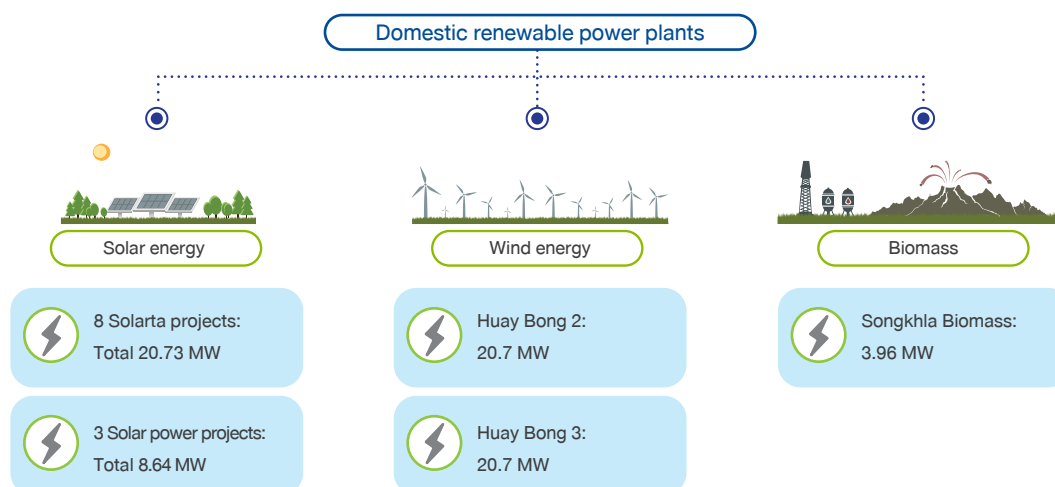 Domestic renewable power plants
Solar energy
8 Solarta projects:
Total 20.73 MW
3 Solar power projects:
Total 8.64 MW
Wind energy
Huay Bong 2:
20.7 MW
Huay Bong 3:
20.7 MW
Biomass
Songkhla Biomass:
3.96 MW